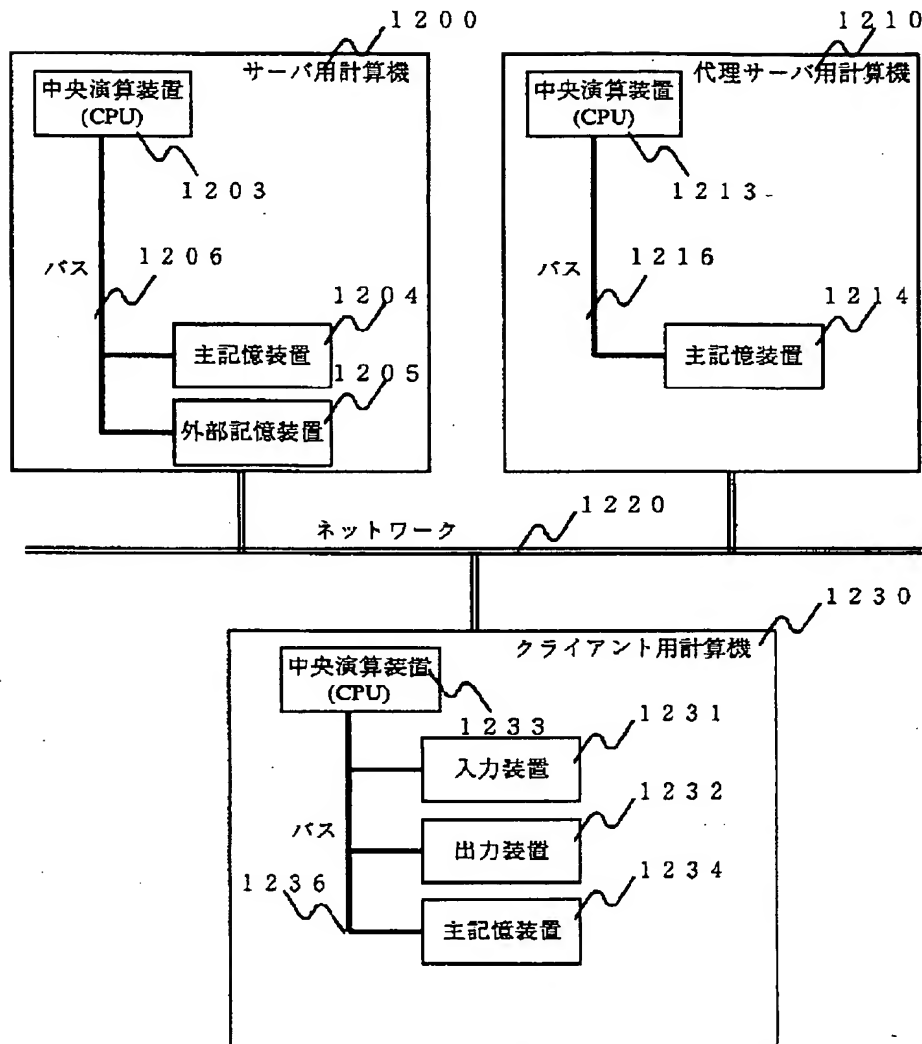 １２００
サーバ用計算機
中央演算装置
(CPU)
１２０３
バス
１２０６
１２０４
主記憶装置
１２０５
外部記憶装置
１２１０
代理サーバ用計算機
中央演算装置
(CPU)
１２１３
バス
１２１６
１２１４
主記憶装置
ネットワーク
１２２０
１２３０
クライアント用計算機
中央演算装置
(CPU)
１２３３
１２３１
入力装置
１２３２
バス
出力装置
１２３６
１２３４
主記憶装置